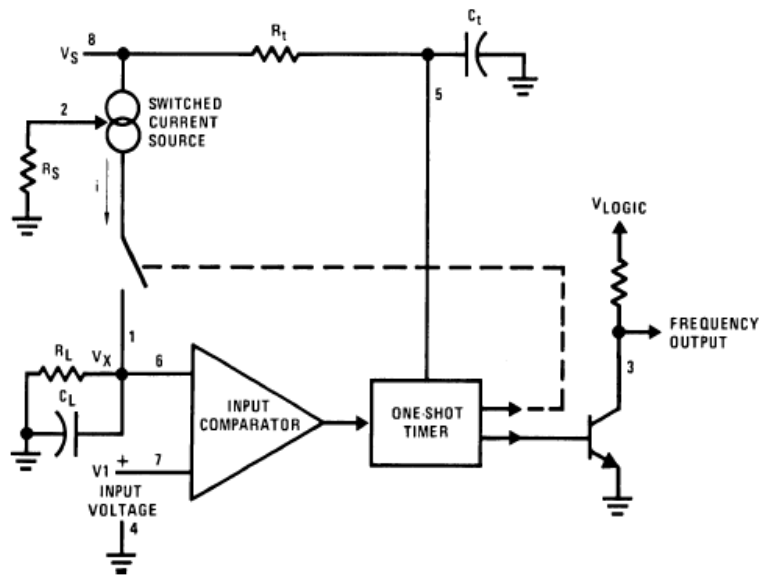 8
VS
Rt
Ct
5
2
SWITCHED
CURRENT
SOURCE
RS
i
VLOGIC
1
FREQUENCY
OUTPUT
3
RL
VX
6
CL
INPUT
COMPARATOR
ONE-SHOT
TIMER
V1
+
7
INPUT
VOLTAGE
4